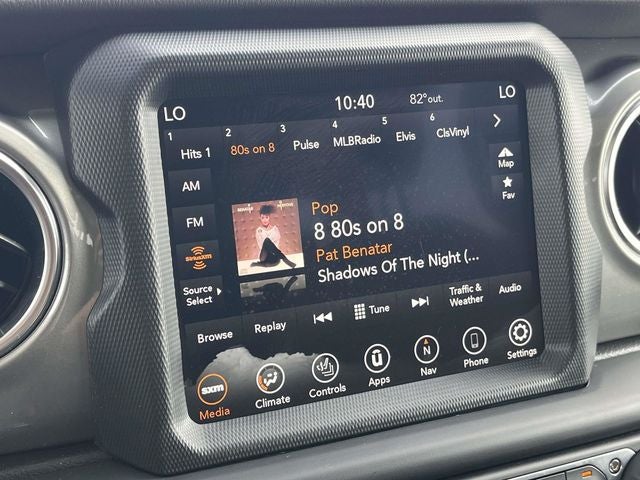 LO 10:40 82° out. LO
1 2 3 4 5 6
Hits 1 80s on 8 Pulse MLBRadio Elvis ClsVinyl
AM
FM
SiriusXM
Source
Select
Map
Fav
Pop
8 80s on 8
Pat Benatar
Shadows Of The Night (...
Browse Replay Tune Traffic & Weather Audio
sxm
Media Climate Controls Apps Nav Phone Settings
U N